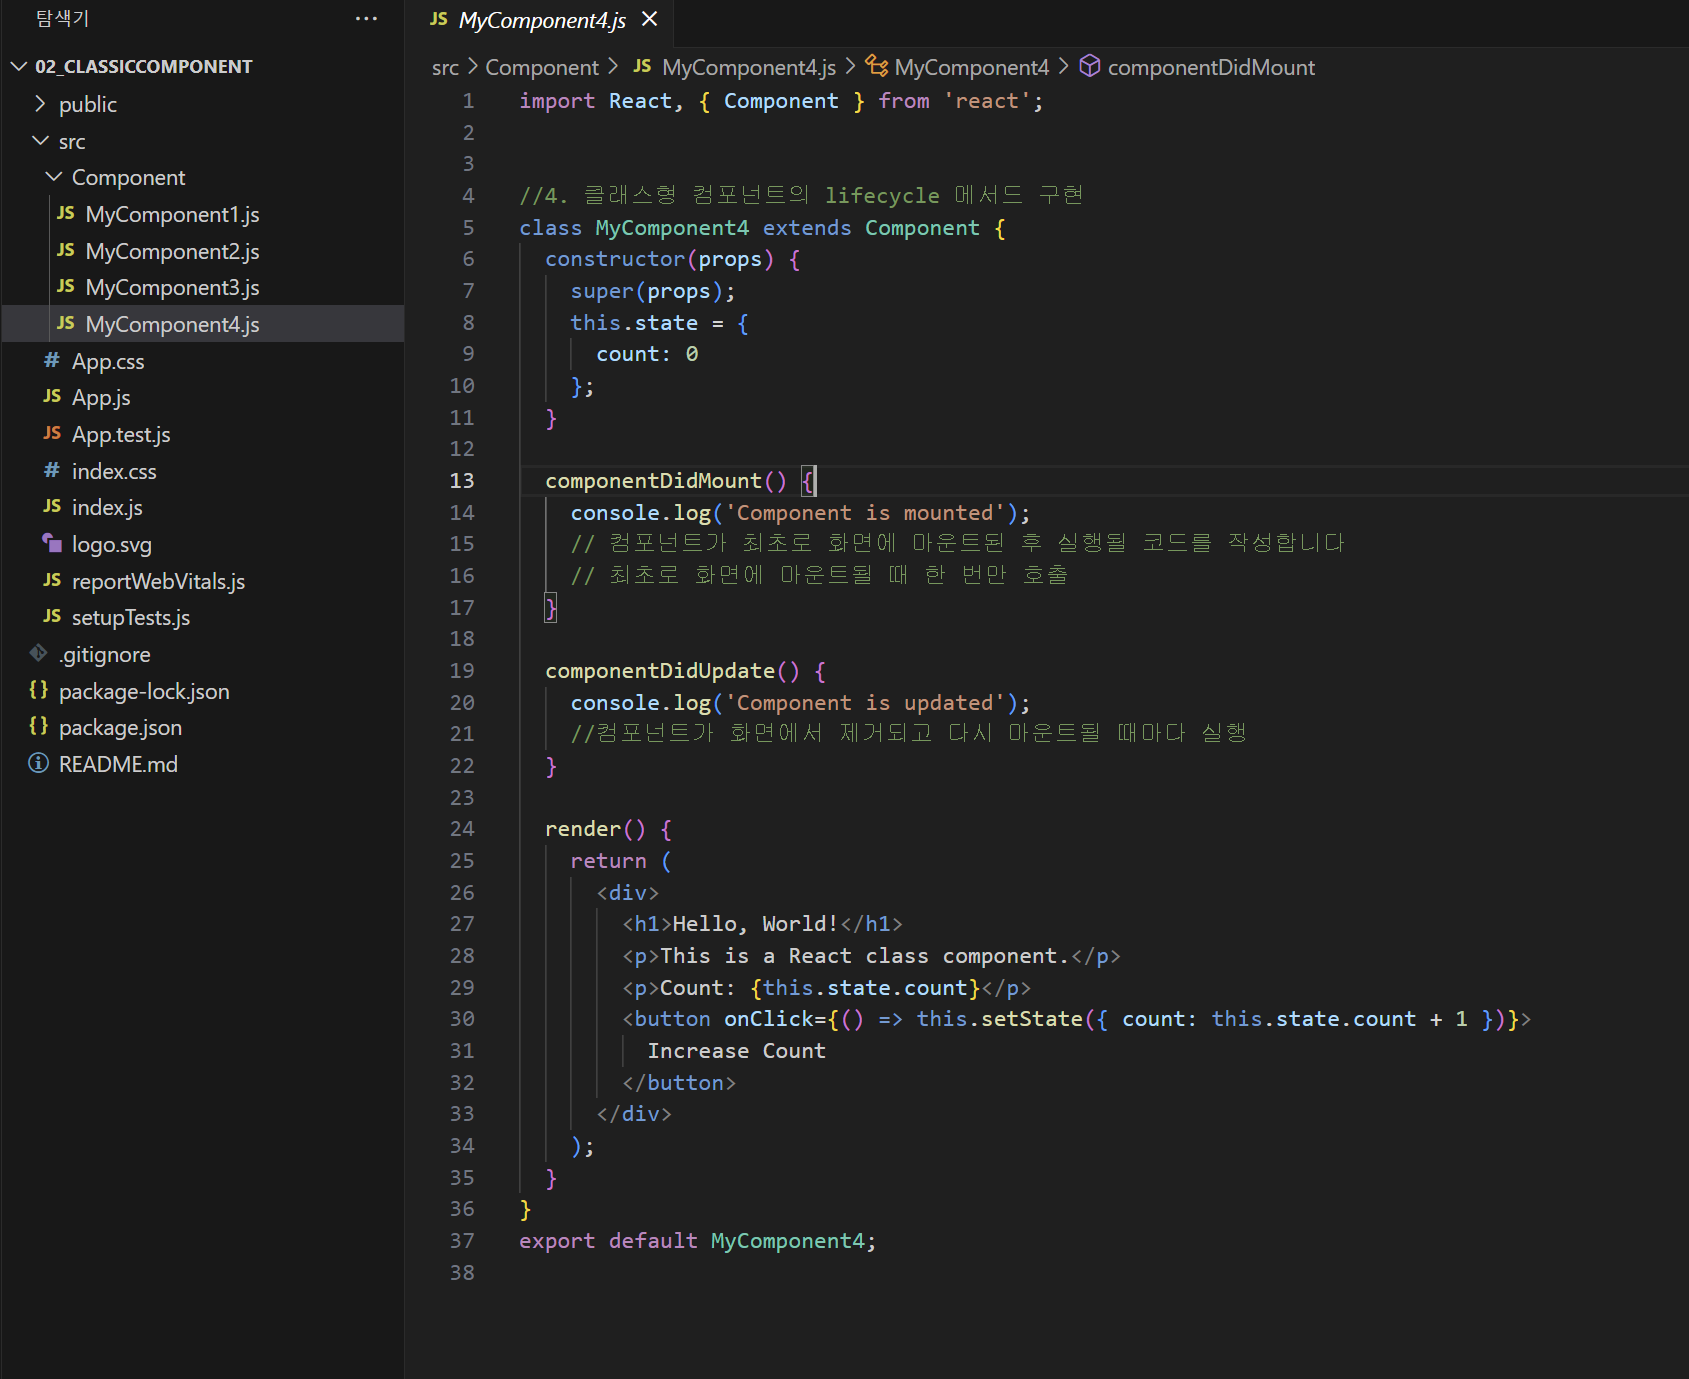 탐색기 ···
02_CLASSICCOMPONENT
public
src
Component
JS MyComponent1.js
JS MyComponent2.js
JS MyComponent3.js
JS MyComponent4.js
# App.css
JS App.js
JS App.test.js
# index.css
JS index.js
logo.svg
JS reportWebVitals.js
JS setupTests.js
.gitignore
{} package-lock.json
{} package.json
README.md
JS MyComponent4.js ×
src > Component > JS MyComponent4.js > MyComponent4 > componentDidMount
1 import React, { Component } from 'react';
2
3
4 //4. 클래스형 컴포넌트의 lifecycle 메서드 구현
5 class MyComponent4 extends Component {
6 constructor(props) {
7 super(props);
8 this.state = {
9 count: 0
10 };
11 }
12
13 componentDidMount() {
14 console.log('Component is mounted');
15 // 컴포넌트가 최초로 화면에 마운트된 후 실행될 코드를 작성합니다
16 // 최초로 화면에 마운트될 때 한 번만 호출
17 }
18
19 componentDidUpdate() {
20 console.log('Component is updated');
21 //컴포넌트가 화면에서 제거되고 다시 마운트될 때마다 실행
22 }
23
24 render() {
25 return (
26 <div>
27 <h1>Hello, World!</h1>
28 <p>This is a React class component.</p>
29 <p>Count: {this.state.count}</p>
30 <button onClick={() => this.setState({ count: this.state.count + 1 })}>
31 Increase Count
32 </button>
33 </div>
34 );
35 }
36 }
37 export default MyComponent4;
38